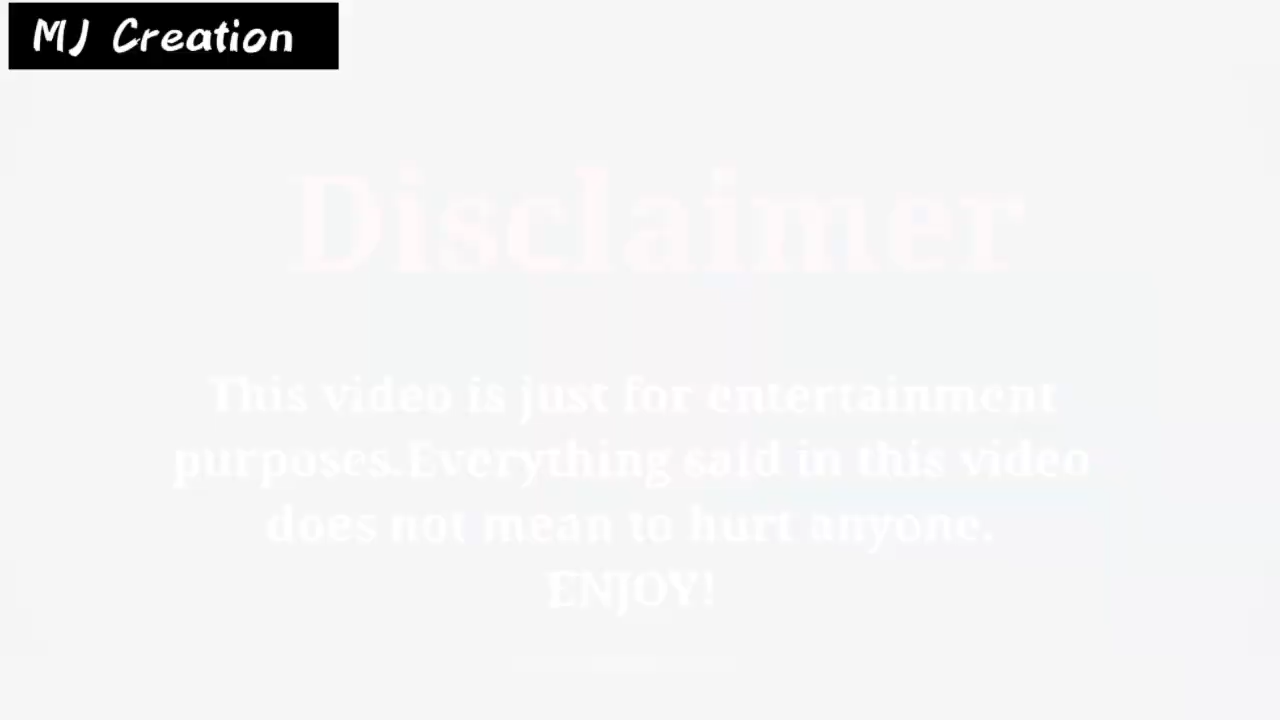 MJ Creation
Disclaimer
This video is just for entertainment
purposes.Everything said in this video
does not mean to hurt anyone.
ENJOY!